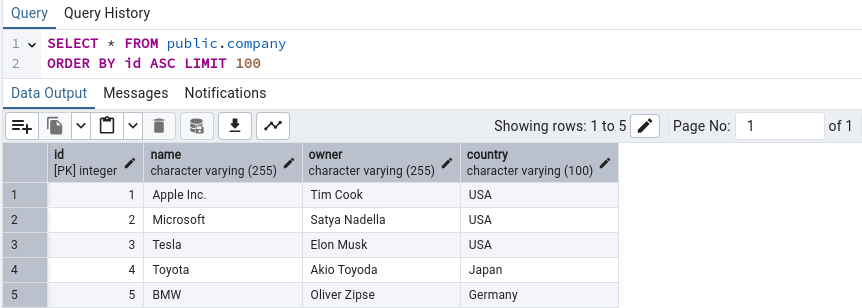 Query Query History
1 SELECT * FROM public.company
2 ORDER BY id ASC LIMIT 100
Data Output Messages Notifications
Showing rows: 1 to 5 Page No: 1 of 1
id name owner country
[PK] integer character varying (255) character varying (255) character varying (100)
1 1 Apple Inc. Tim Cook USA
2 2 Microsoft Satya Nadella USA
3 3 Tesla Elon Musk USA
4 4 Toyota Akio Toyoda Japan
5 5 BMW Oliver Zipse Germany